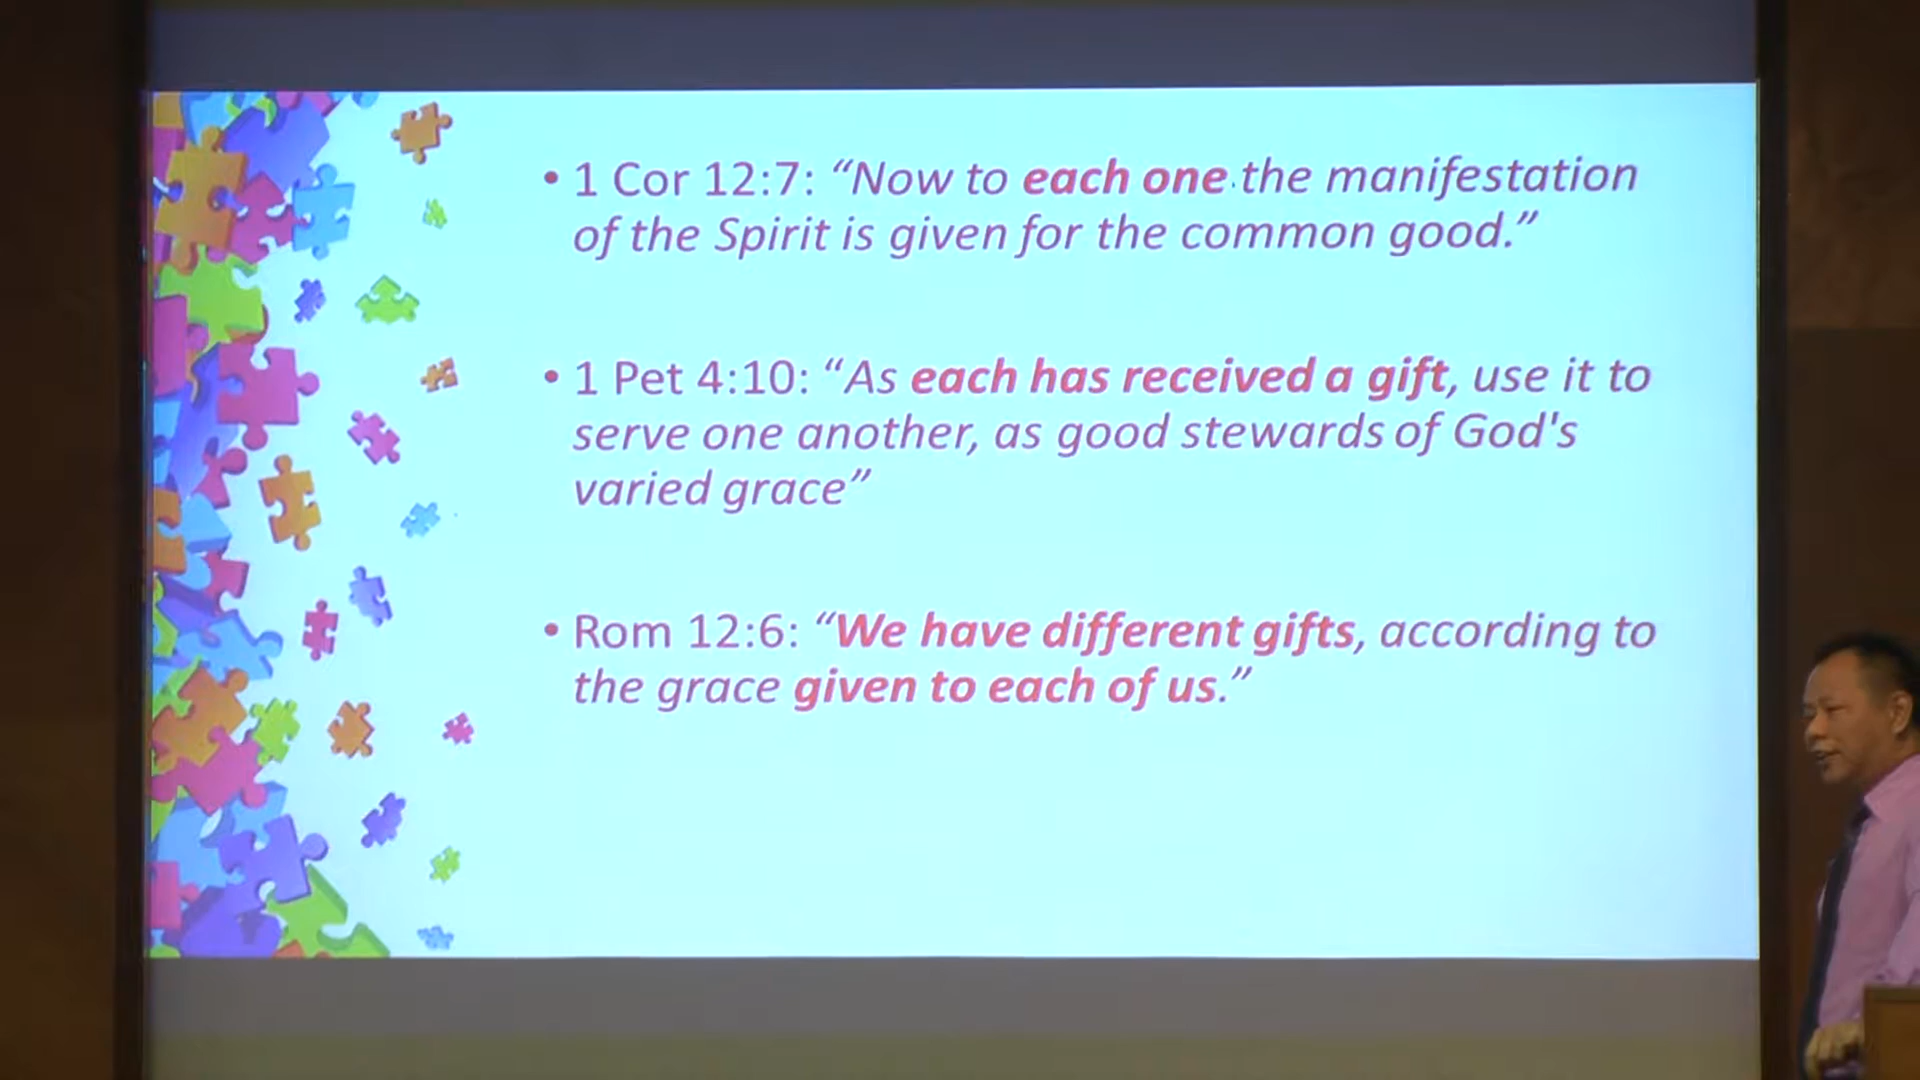 • 1 Cor 12:7: “Now to each one the manifestation
of the Spirit is given for the common good.”
• 1 Pet 4:10: “As each has received a gift, use it to
serve one another, as good stewards of God's
varied grace”
• Rom 12:6: “We have different gifts, according to
the grace given to each of us.”